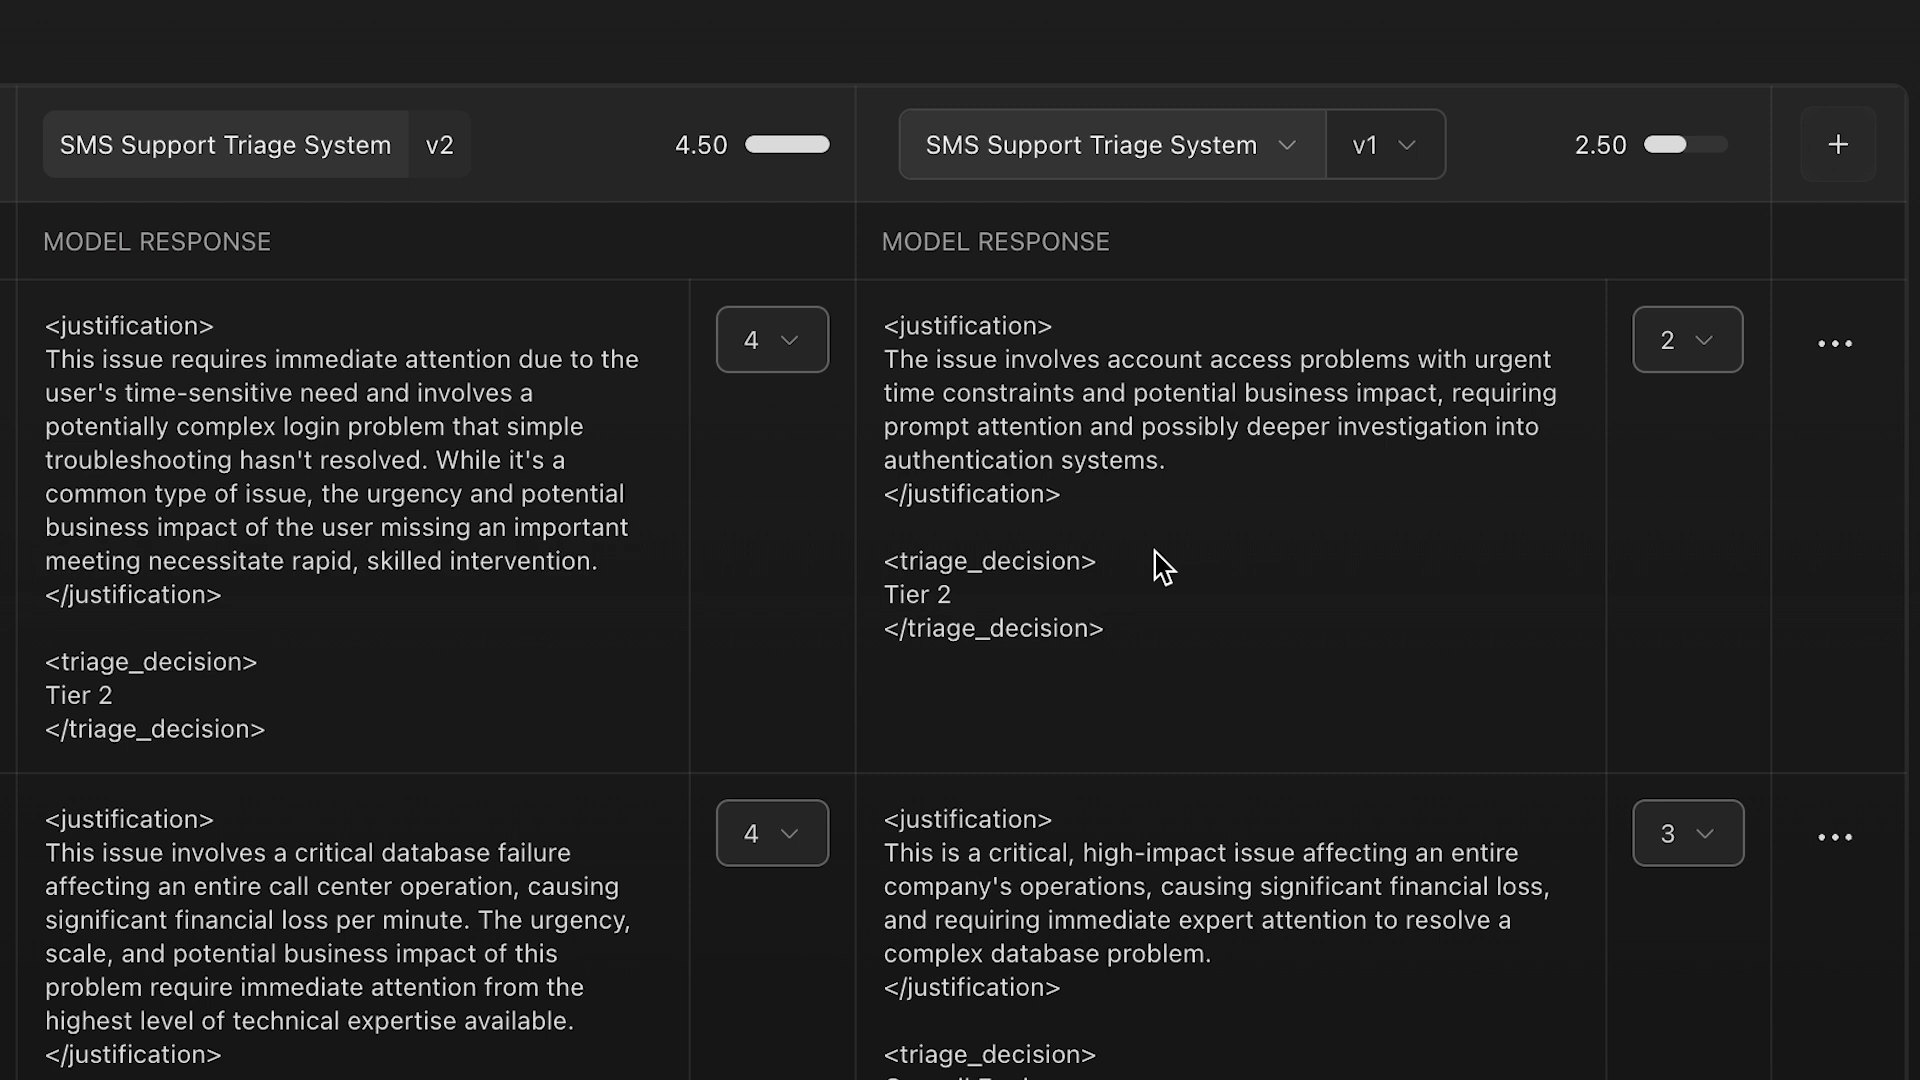 SMS Support Triage System v2 4.50
SMS Support Triage System v1 2.50 +
MODEL RESPONSE
MODEL RESPONSE
<justification>
This issue requires immediate attention due to the
user's time-sensitive need and involves a
potentially complex login problem that simple
troubleshooting hasn't resolved. While it's a
common type of issue, the urgency and potential
business impact of the user missing an important
meeting necessitate rapid, skilled intervention.
</justification>
<triage_decision>
Tier 2
</triage_decision>
4
<justification>
The issue involves account access problems with urgent
time constraints and potential business impact, requiring
prompt attention and possibly deeper investigation into
authentication systems.
</justification>
<triage_decision>
Tier 2
</triage_decision>
2
<justification>
This issue involves a critical database failure
affecting an entire call center operation, causing
significant financial loss per minute. The urgency,
scale, and potential business impact of this
problem require immediate attention from the
highest level of technical expertise available.
</justification>
4
<justification>
This is a critical, high-impact issue affecting an entire
company's operations, causing significant financial loss,
and requiring immediate expert attention to resolve a
complex database problem.
</justification>
<triage_decision>
3